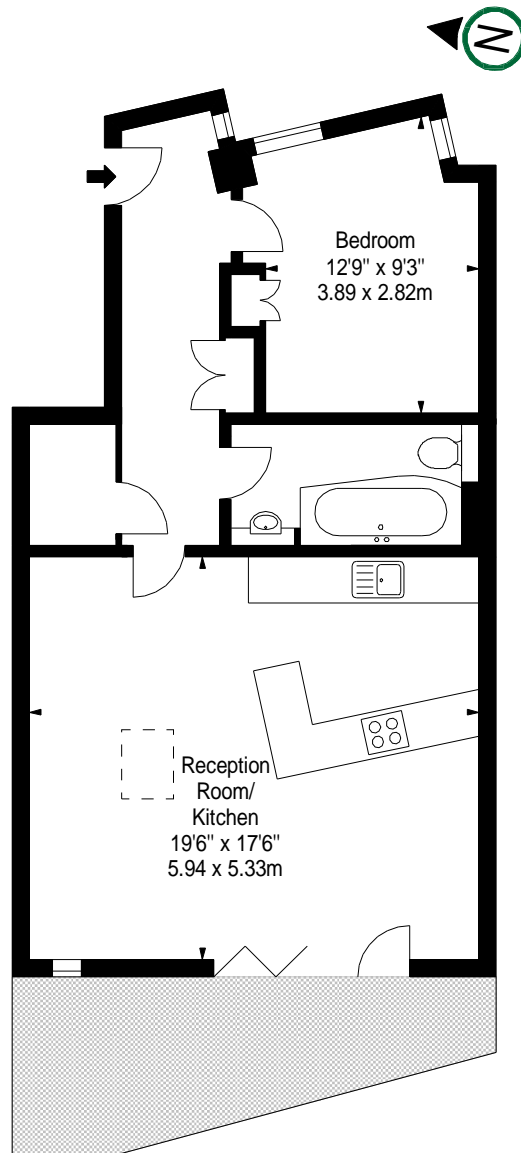 N
Bedroom
12'9" x 9'3"
3.89 x 2.82m
Reception
Room/
Kitchen
19'6" x 17'6"
5.94 x 5.33m